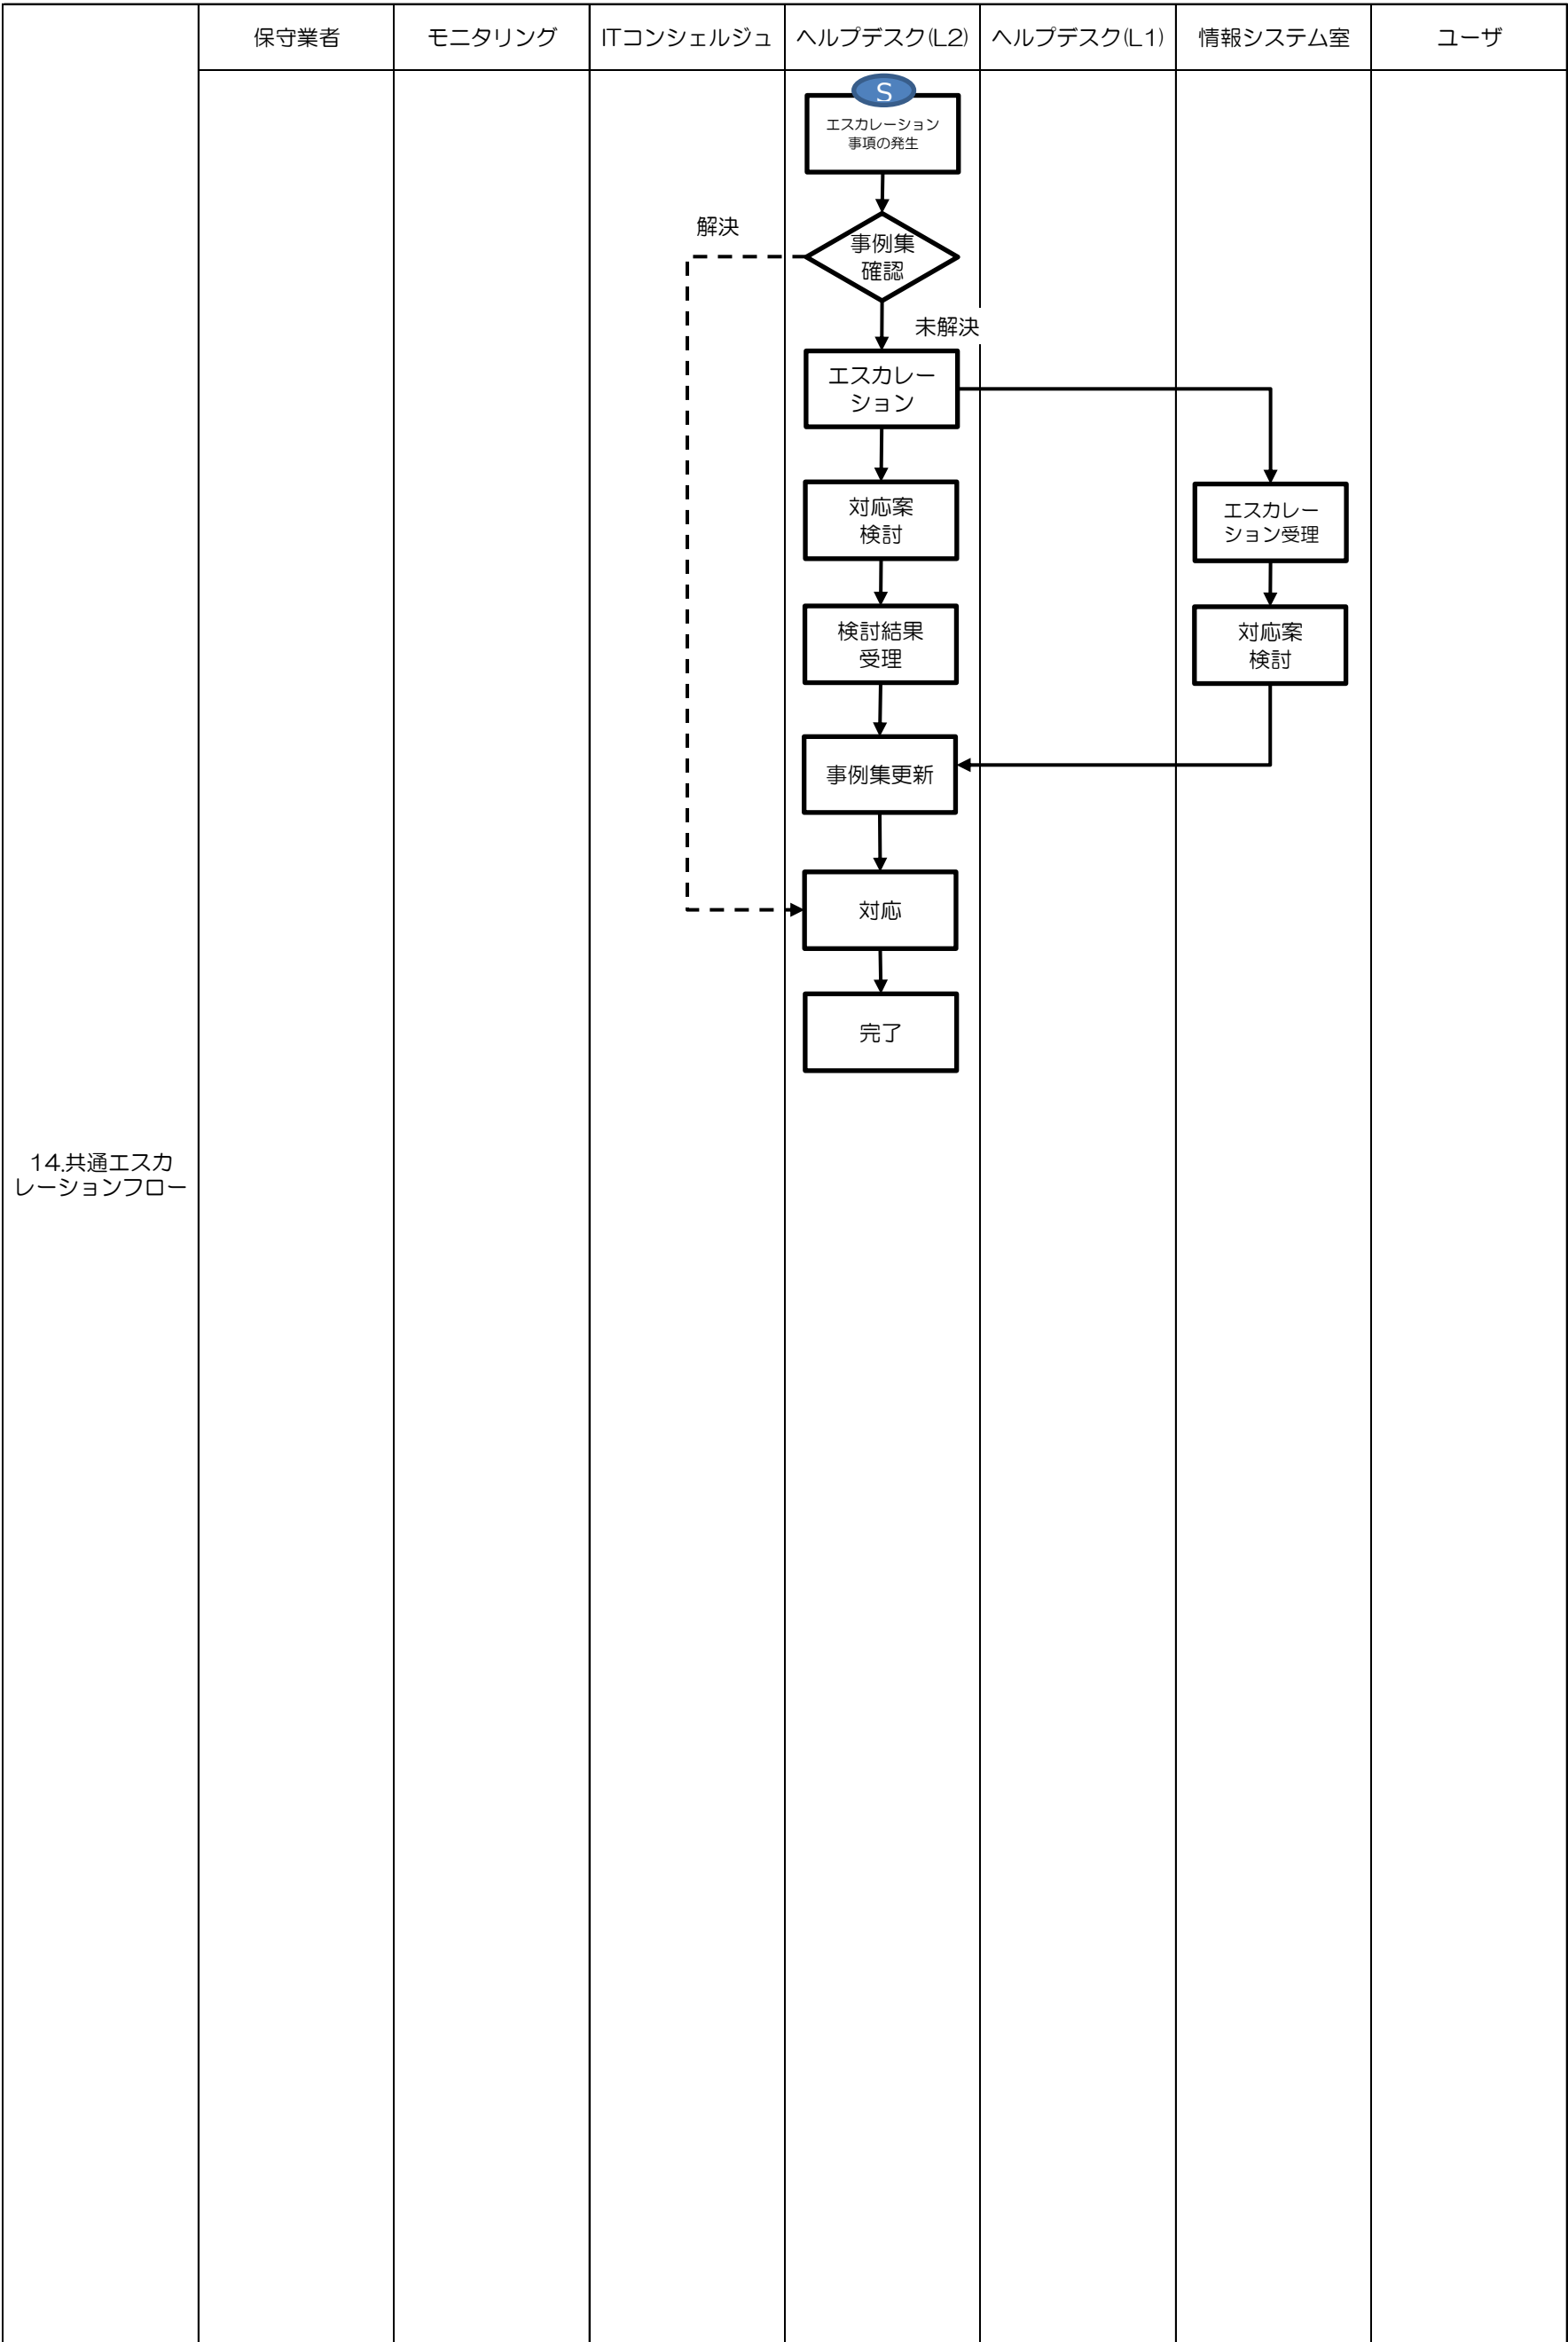 保守業者
モニタリング
ITコンシェルジュ
ヘルプデスク(L2)
ヘルプデスク(L1)
情報システム室
ユーザ
S
エスカレーション
事項の発生
解決
事例集
確認
未解決
エスカレー
ション
対応案
検討
エスカレー
ション受理
検討結果
受理
対応案
検討
事例集更新
対応
完了
14.共通エスカ
レーションフロー